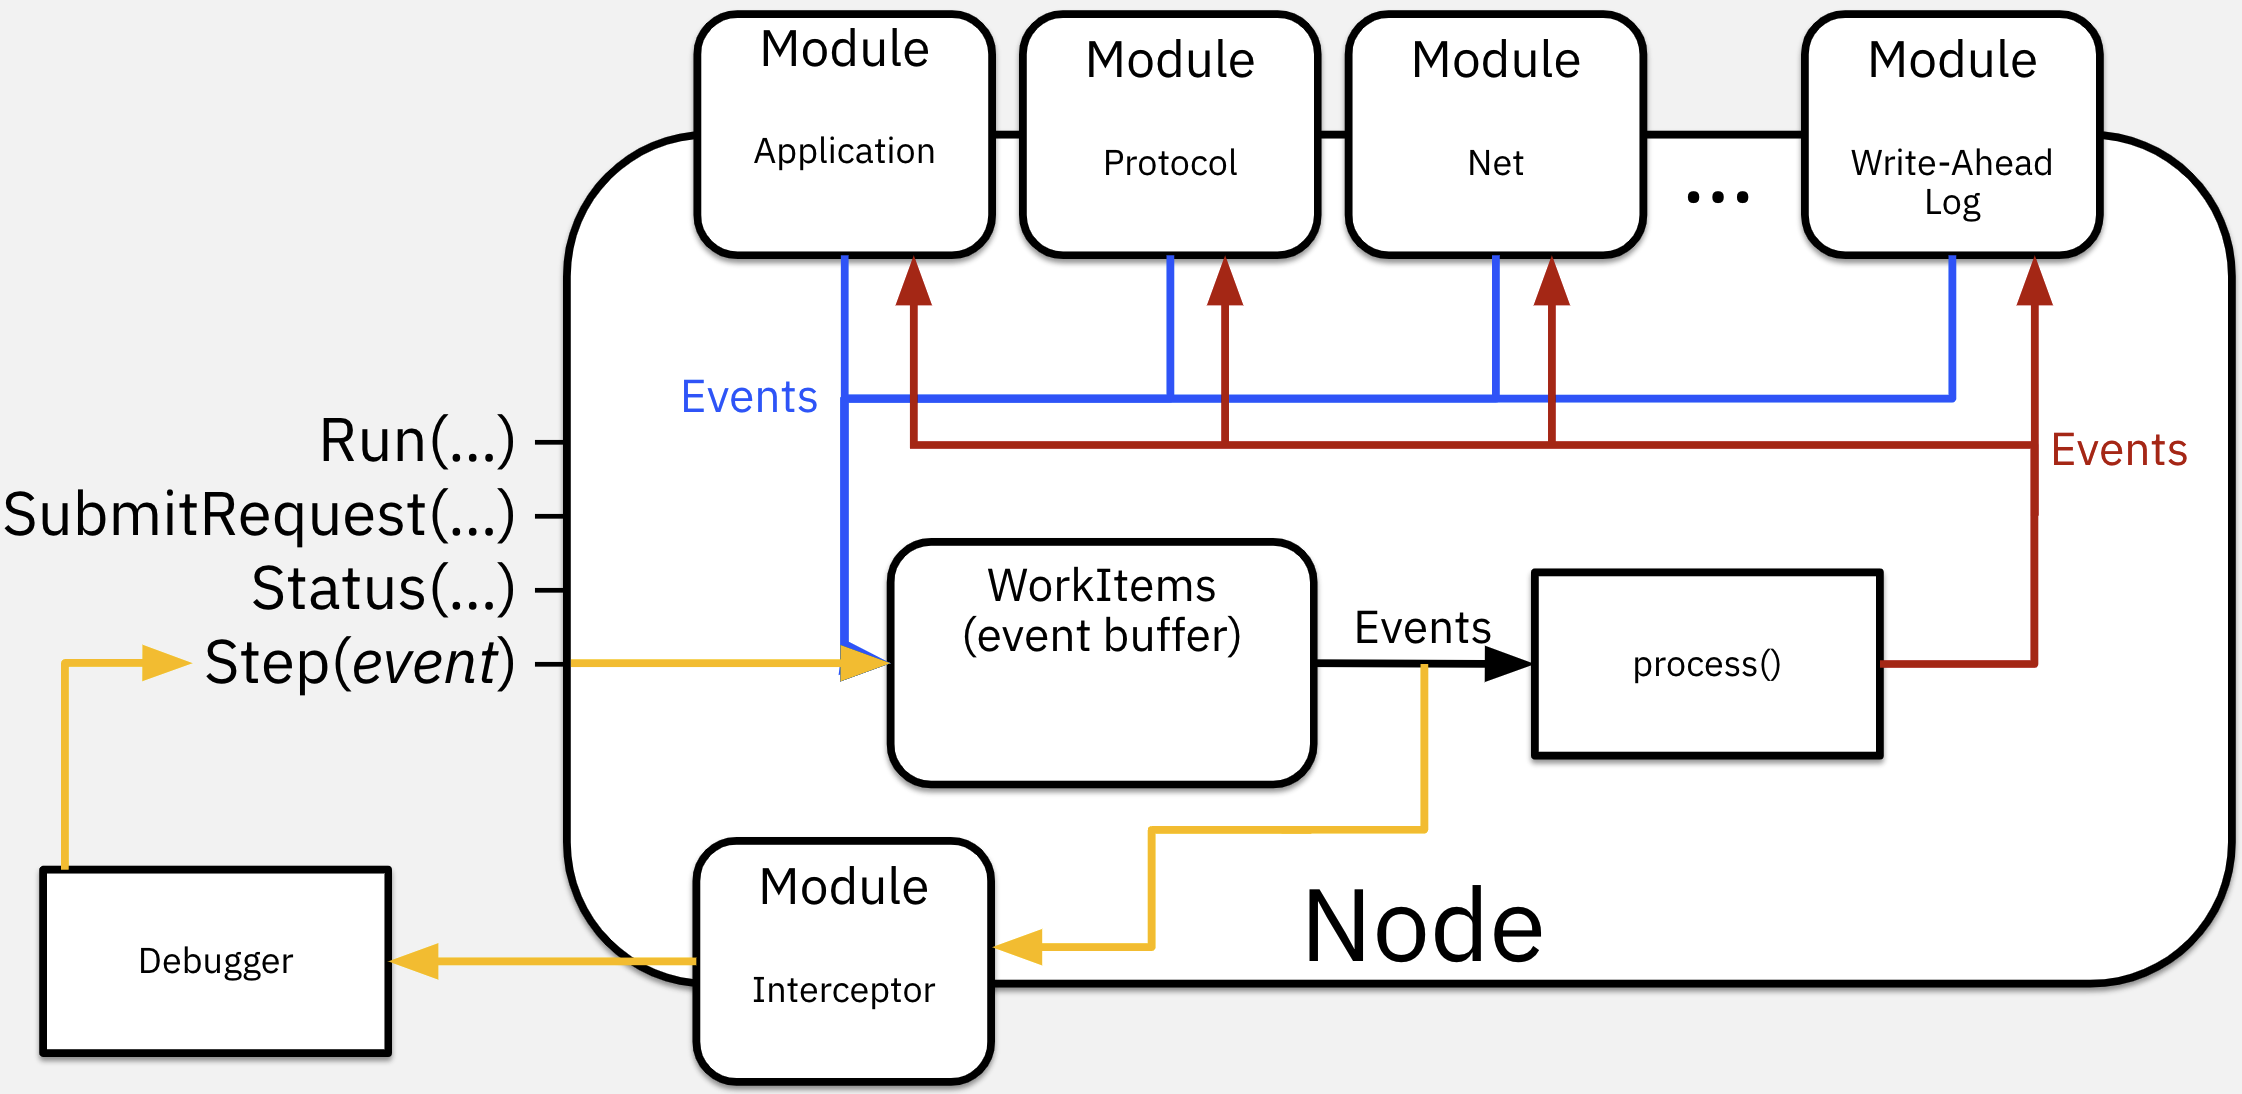 Module
Application
Module
Protocol
Module
Net
...
Module
Write-Ahead
Log
Events
Events
Run(...)
SubmitRequest(...)
Status(...)
Step(event)
WorkItems
(event buffer)
Events
process()
Debugger
Module
Interceptor
Node